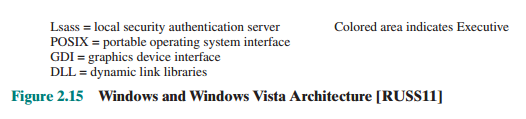 Lsass = local security authentication server
Colored area indicates Executive
POSIX = portable operating system interface
GDI = graphics device interface
DLL = dynamic link libraries
Figure 2.15 Windows and Windows Vista Architecture [RUSS11]